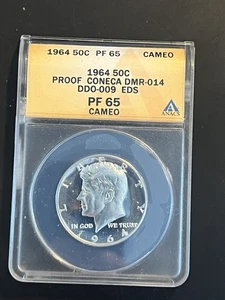 1964 50C PF 65 CAMEO
1964 50C
PROOF CONECA DMR-014
DDO-009 EDS
PF 65
CAMEO
ANACS
LIBERTY
IN GOD WE TRUST
1964